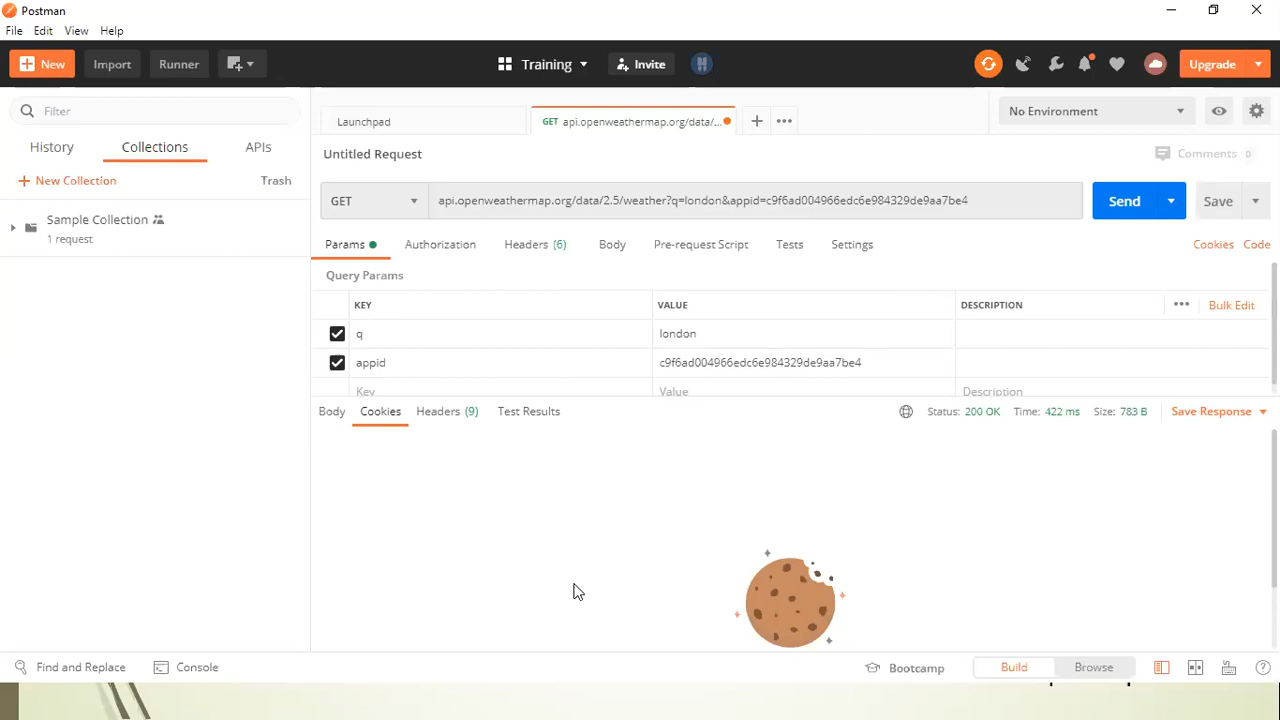 Postman
File Edit View Help
New Import Runner Training Invite Upgrade
Filter
History Collections APIs
New Collection Trash
Sample Collection
1 request
Launchpad GET api.openweathermap.org/data/... No Environment
Untitled Request Comments 0
GET api.openweathermap.org/data/2.5/weather?q=london&appid=c9f6ad004966edc6e984329de9aa7be4 Send Save
Params Authorization Headers (6) Body Pre-request Script Tests Settings Cookies Code
Query Params
KEY VALUE DESCRIPTION Bulk Edit
q london
appid c9f6ad004966edc6e984329de9aa7be4
Key Value Description
Body Cookies Headers (9) Test Results Status: 200 OK Time: 422 ms Size: 783 B Save Response
Find and Replace Console Bootcamp Build Browse